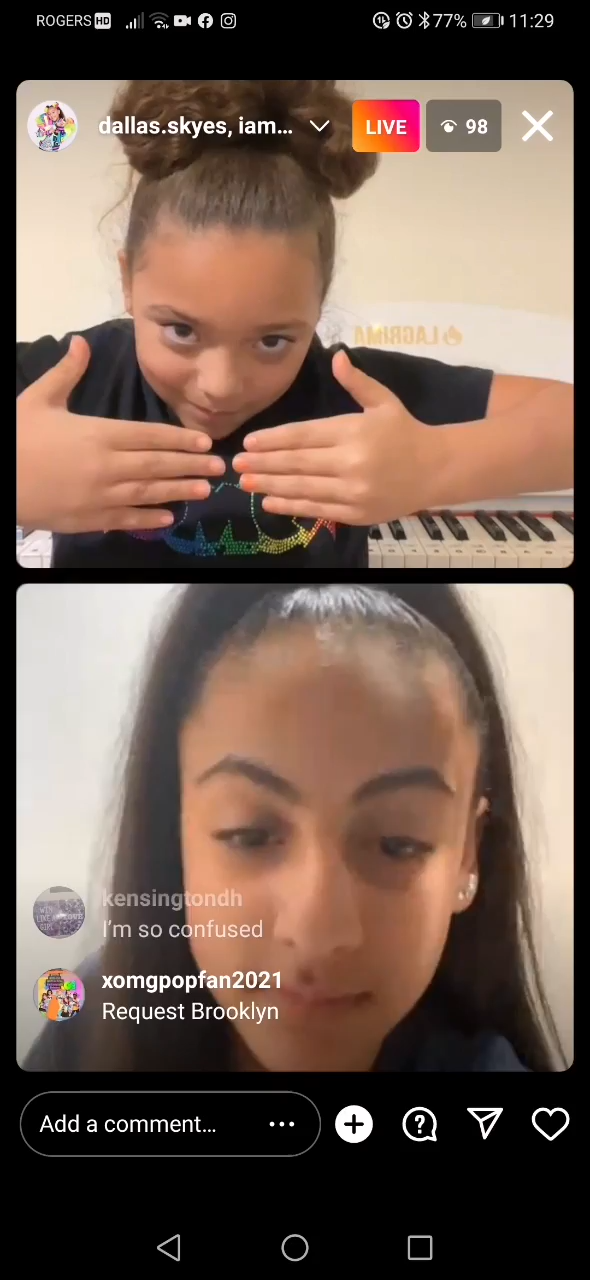 ROGERS HD 77% 11:29
dallas.skyes, iam... LIVE 98
LAGRIMA
kensingtondh
I'm so confused
xomgpopfan2021
Request Brooklyn
Add a comment...